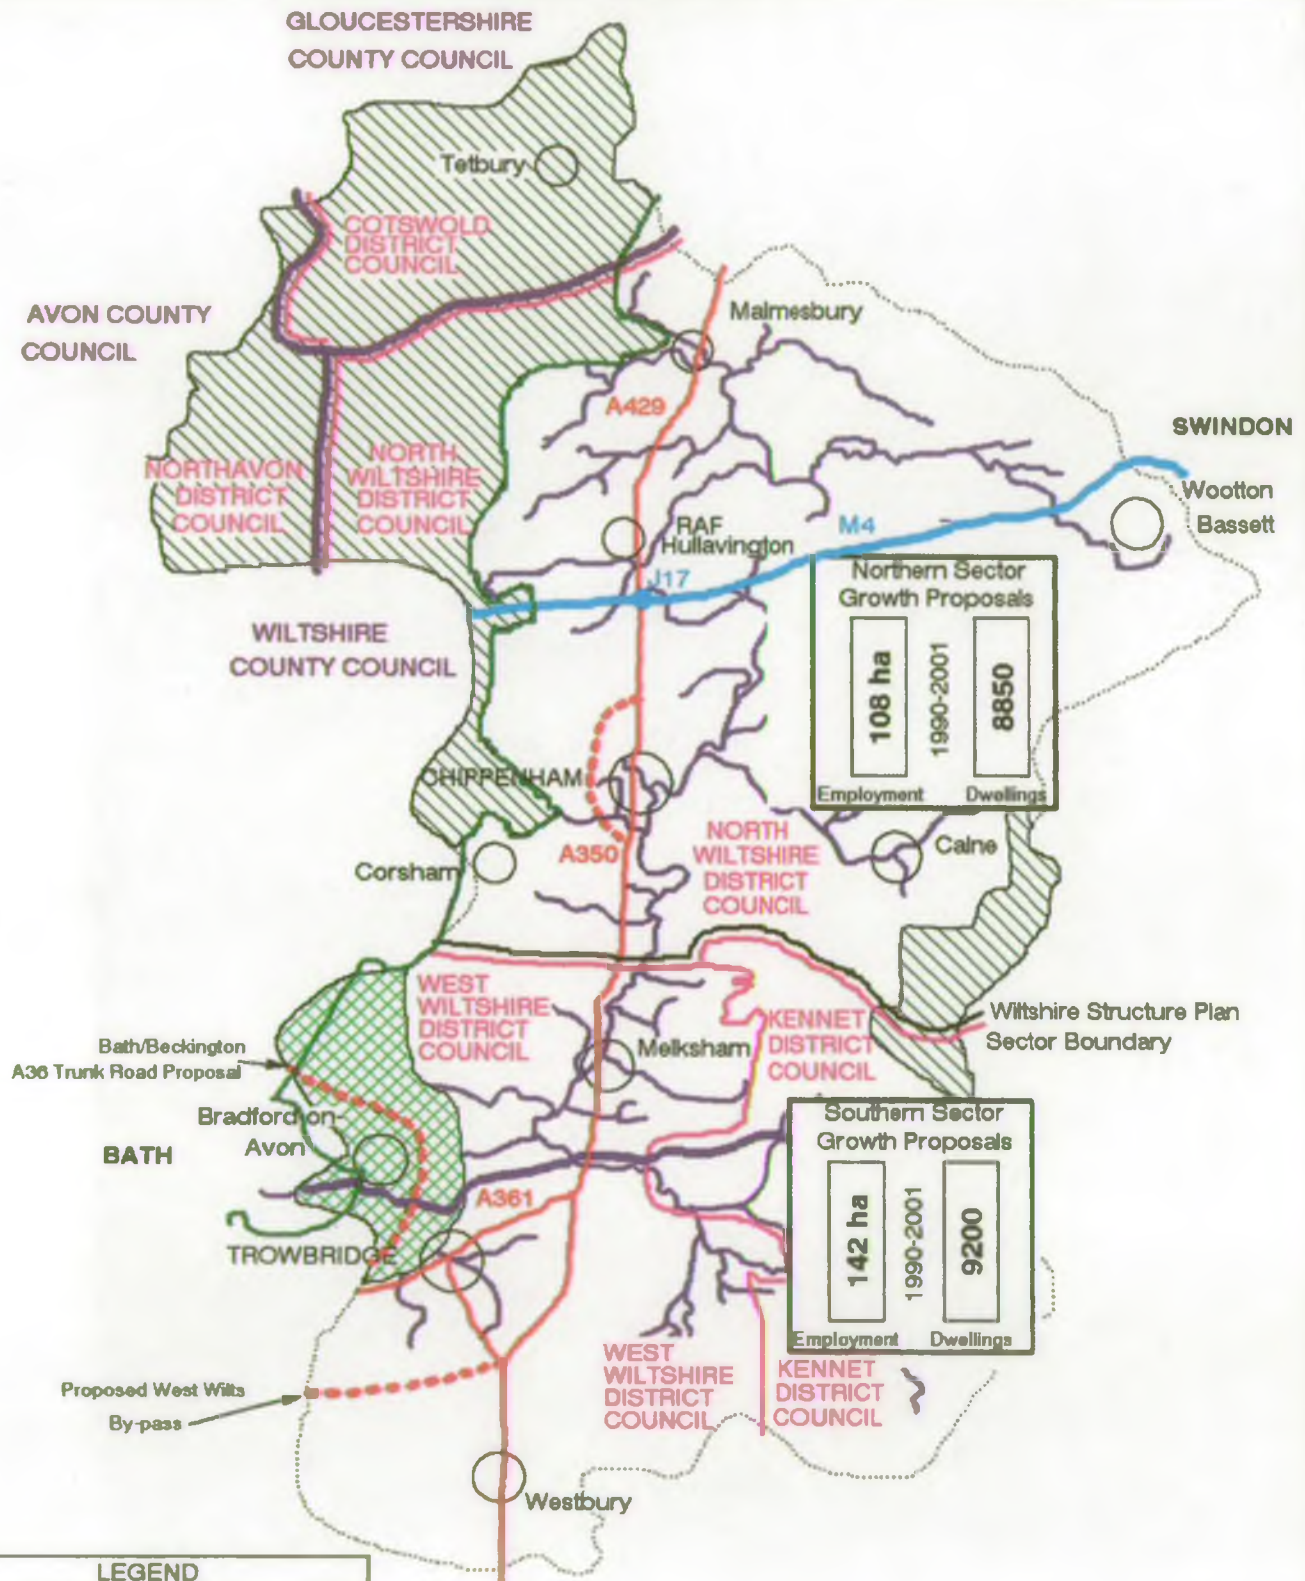 GLOUCESTERSHIRE
COUNTY COUNCIL
Tetbury
COTSWOLD
DISTRICT
COUNCIL
AVON COUNTY
COUNCIL
Malmesbury
A429
SWINDON
NORTHAVON
DISTRICT
COUNCIL
NORTH
WILTSHIRE
DISTRICT
COUNCIL
Wootton
Bassett
RAF
Hullavington
M4
J17
Northern Sector
Growth Proposals
108 ha
1990-2001
8850
Employment
Dwellings
WILTSHIRE
COUNTY COUNCIL
CHIPPENHAM
A350
NORTH
WILTSHIRE
DISTRICT
COUNCIL
Calne
Corsham
WEST
WILTSHIRE
DISTRICT
COUNCIL
KENNET
DISTRICT
COUNCIL
Wiltshire Structure Plan
Sector Boundary
Melksham
Bath/Beckington
A36 Trunk Road Proposal
Bradford-on-
Avon
BATH
Southern Sector
Growth Proposals
142 ha
1990-2001
9200
Employment
Dwellings
A361
TROWBRIDGE
WEST
WILTSHIRE
DISTRICT
COUNCIL
KENNET
DISTRICT
COUNCIL
Proposed West Wilts
By-pass
Westbury
LEGEND